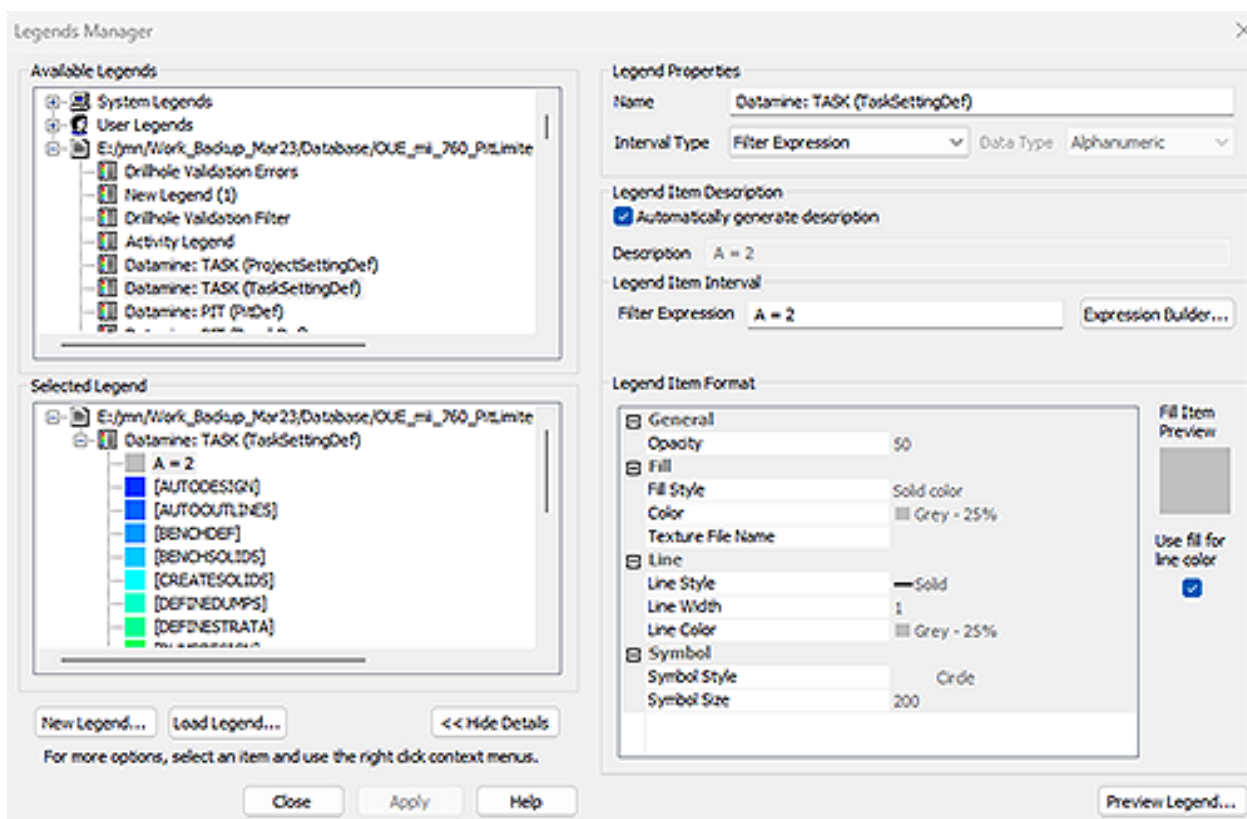 Legends Manager
Available Legends
System Legends
User Legends
E:/jmn/Work_Backup_Mar23/Database/OUE_mii_760_PitLimite
Drillhole Validation Errors
New Legend (1)
Drillhole Validation Filter
Activity Legend
Datamine: TASK (ProjectSettingDef)
Datamine: TASK (TaskSettingDef)
Datamine: PIT (PitDef)
Selected Legend
E:/jmn/Work_Backup_Mar23/Database/OUE_mii_760_PitLimite
Datamine: TASK (TaskSettingDef)
A = 2
[AUTODESIGN]
[AUTOOUTLINES]
[BENCHDEF]
[BENCHSOLIDS]
[CREATESOLIDS]
[DEFINEDUMPS]
[DEFINESTRATA]
New Legend... Load Legend... << Hide Details
For more options, select an item and use the right click context menus.
Close Apply Help
Legend Properties
Name Datamine: TASK (TaskSettingDef)
Interval Type Filter Expression Data Type Alphanumeric
Legend Item Description
Automatically generate description
Description A = 2
Legend Item Interval
Filter Expression A = 2 Expression Builder...
Legend Item Format
General
Opacity 50
Fill
Fill Style Solid color
Color Grey - 25%
Texture File Name
Line
Line Style Solid
Line Width 1
Line Color Grey - 25%
Symbol
Symbol Style Circle
Symbol Size 200
Fill Item
Preview
Use fill for
line color
Preview Legend...